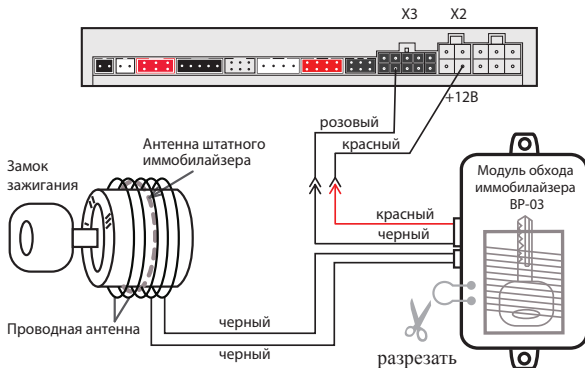 X3
X2
+12В
розовый
красный
Антенна штатного
иммобилайзера
Замок
зажигания
Модуль обхода
иммобилайзера
BP-03
красный
черный
Проводная антенна
черный
черный
разрезать